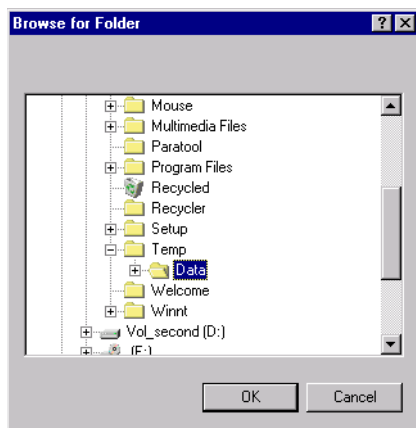 Browse for Folder
Mouse
Multimedia Files
Paratool
Program Files
Recycled
Recycler
Setup
Temp
Data
Welcome
Winnt
Vol_second (D:)
(E:)
OK Cancel